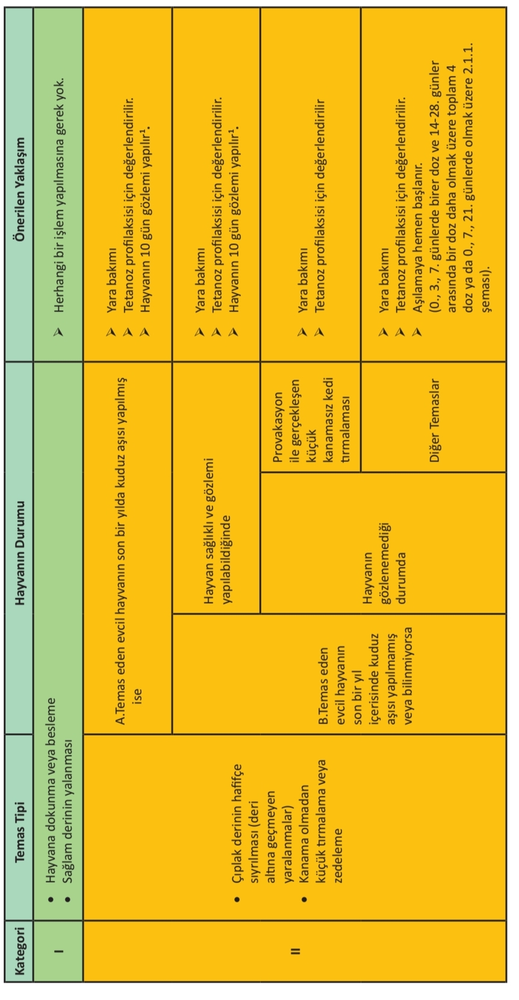 Kategori
Temas Tipi
Hayvanın Durumu
Önerilen Yaklaşım
I
• Hayvana dokunma veya besleme
• Sağlam derinin yalanması
➢ Herhangi bir işlem yapılmasına gerek yok.
II
• Çıplak derinin hafifçe
sıyrılması (deri
altına geçmeyen
yaralanmalar)
• Kanama olmadan
küçük tırmalama veya
zedeleme
A.Temas eden evcil hayvanın son bir yılda kuduz aşısı yapılmış
ise
➢ Yara bakımı
➢ Tetanoz profilaksisi için değerlendirilir.
➢ Hayvanın 10 gün gözlemi yapılır¹.
B.Temas eden
evcil hayvanın
son bir yıl
içerisinde kuduz
aşısı yapılmamış
veya bilinmiyorsa
Hayvan sağlıklı ve gözlemi
yapılabildiğinde
➢ Yara bakımı
➢ Tetanoz profilaksisi için değerlendirilir.
➢ Hayvanın 10 gün gözlemi yapılır¹.
Hayvanın
gözlenemediği
durumda
Provakasyon
ile gerçekleşen
küçük
kanamasız kedi
tırmalaması
➢ Yara bakımı
➢ Tetanoz profilaksisi için değerlendirilir
Diğer Temaslar
➢ Yara bakımı
➢ Tetanoz profilaksisi için değerlendirilir.
➢ Aşılamaya hemen başlanır.
(0., 3., 7. günlerde birer doz ve 14-28. günler
arasında bir doz daha olmak üzere toplam 4
doz ya da 0., 7., 21. günlerde olmak üzere 2.1.1.
şeması).